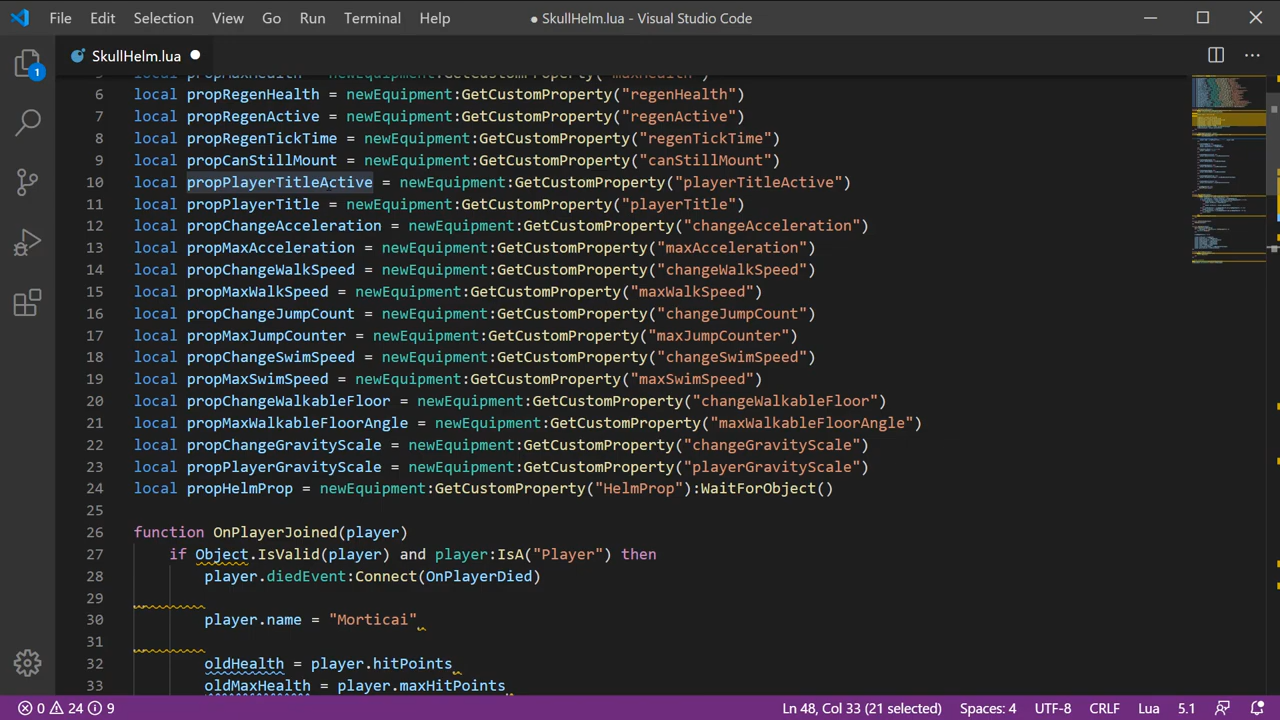 File Edit Selection View Go Run Terminal Help ● SkullHelm.lua - Visual Studio Code
SkullHelm.lua
1
5 local propMaxHealth = newEquipment:GetCustomProperty("maxHealth")
6 local propRegenHealth = newEquipment:GetCustomProperty("regenHealth")
7 local propRegenActive = newEquipment:GetCustomProperty("regenActive")
8 local propRegenTickTime = newEquipment:GetCustomProperty("regenTickTime")
9 local propCanStillMount = newEquipment:GetCustomProperty("canStillMount")
10 local propPlayerTitleActive = newEquipment:GetCustomProperty("playerTitleActive")
11 local propPlayerTitle = newEquipment:GetCustomProperty("playerTitle")
12 local propChangeAcceleration = newEquipment:GetCustomProperty("changeAcceleration")
13 local propMaxAcceleration = newEquipment:GetCustomProperty("maxAcceleration")
14 local propChangeWalkSpeed = newEquipment:GetCustomProperty("changeWalkSpeed")
15 local propMaxWalkSpeed = newEquipment:GetCustomProperty("maxWalkSpeed")
16 local propChangeJumpCount = newEquipment:GetCustomProperty("changeJumpCount")
17 local propMaxJumpCounter = newEquipment:GetCustomProperty("maxJumpCounter")
18 local propChangeSwimSpeed = newEquipment:GetCustomProperty("changeSwimSpeed")
19 local propMaxSwimSpeed = newEquipment:GetCustomProperty("maxSwimSpeed")
20 local propChangeWalkableFloor = newEquipment:GetCustomProperty("changeWalkableFloor")
21 local propMaxWalkableFloorAngle = newEquipment:GetCustomProperty("maxWalkableFloorAngle")
22 local propChangeGravityScale = newEquipment:GetCustomProperty("changeGravityScale")
23 local propPlayerGravityScale = newEquipment:GetCustomProperty("playerGravityScale")
24 local propHelmProp = newEquipment:GetCustomProperty("HelmProp"):WaitForObject()
25
26 function OnPlayerJoined(player)
27 if Object.IsValid(player) and player:IsA("Player") then
28 player.diedEvent:Connect(OnPlayerDied)
29
30 player.name = "Morticai"
31
32 oldHealth = player.hitPoints
33 oldMaxHealth = player.maxHitPoints
0 24 9 Ln 48, Col 33 (21 selected) Spaces: 4 UTF-8 CRLF Lua 5.1